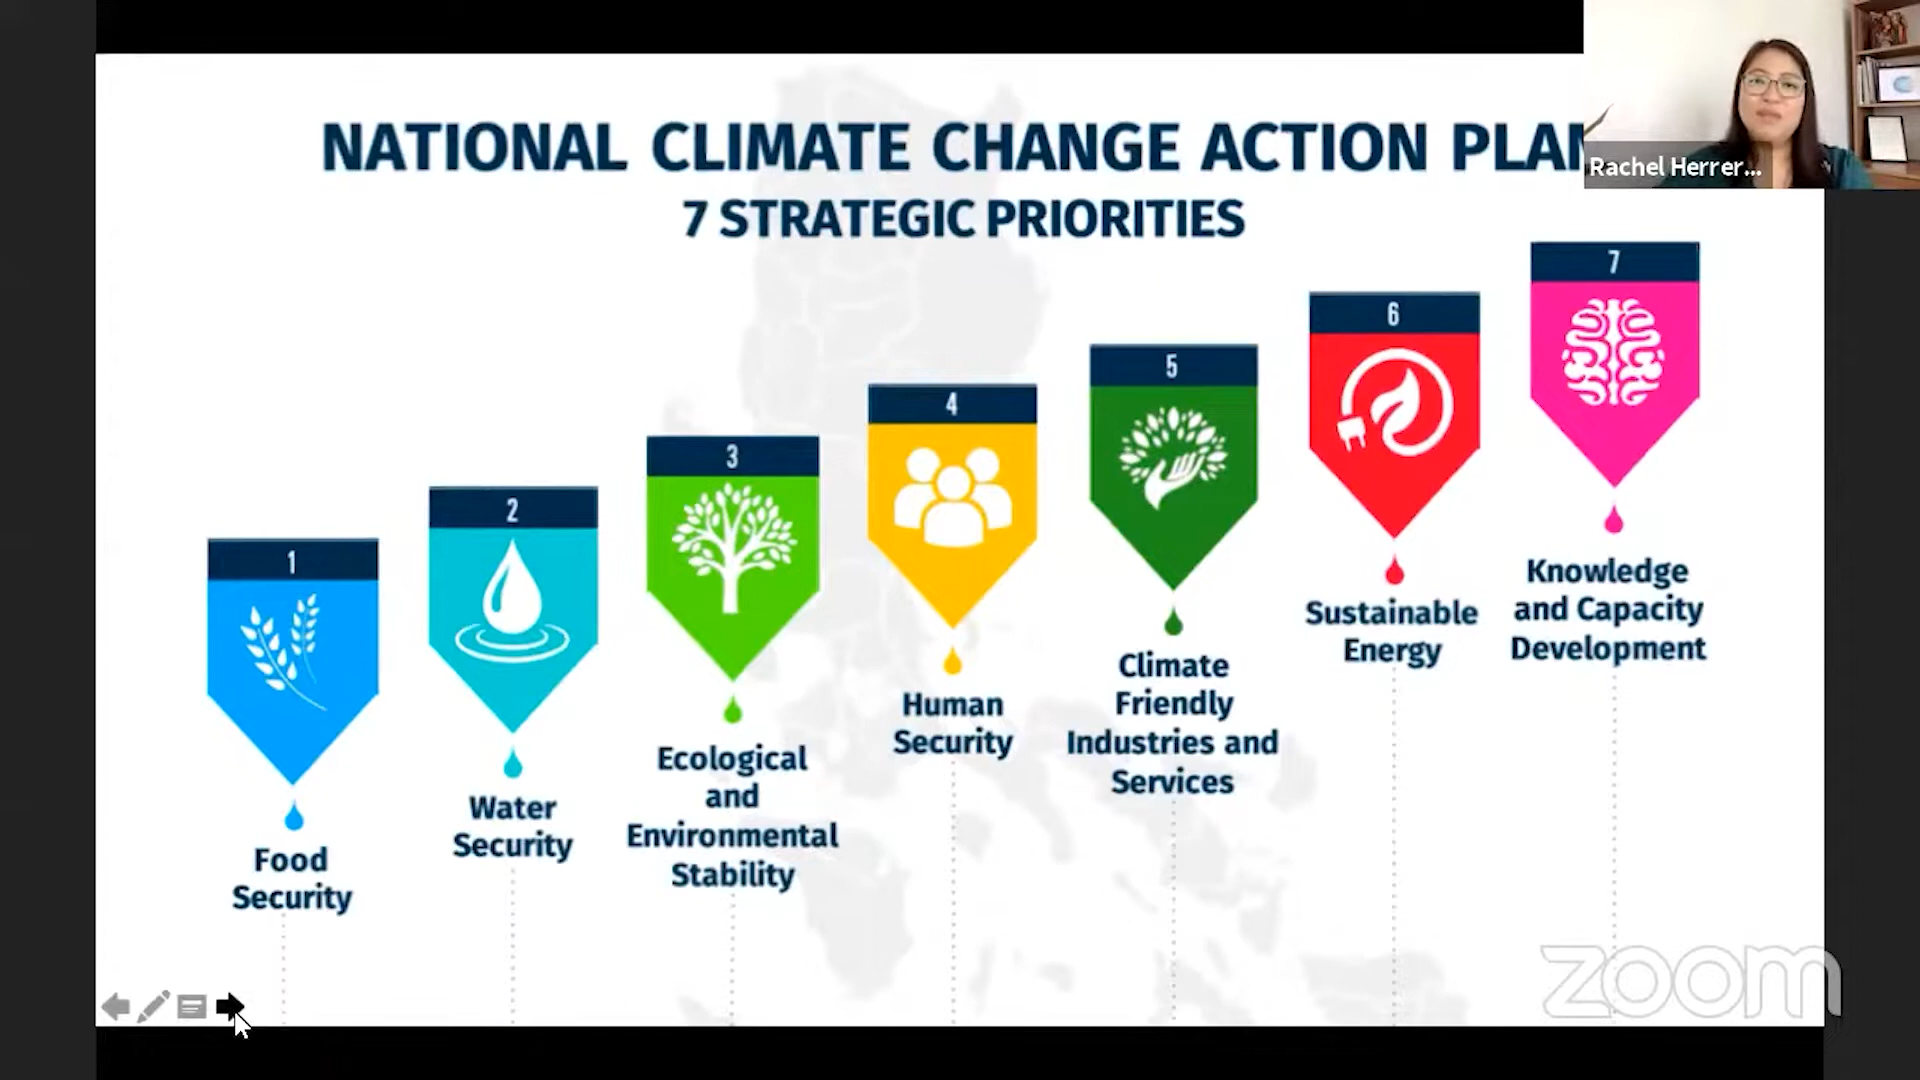 NATIONAL CLIMATE CHANGE ACTION PLAN
7 STRATEGIC PRIORITIES
Rachel Herrer...
1
Food
Security
2
Water
Security
3
Ecological
and
Environmental
Stability
4
Human
Security
5
Climate
Friendly
Industries and
Services
6
Sustainable
Energy
7
Knowledge
and Capacity
Development
zoom